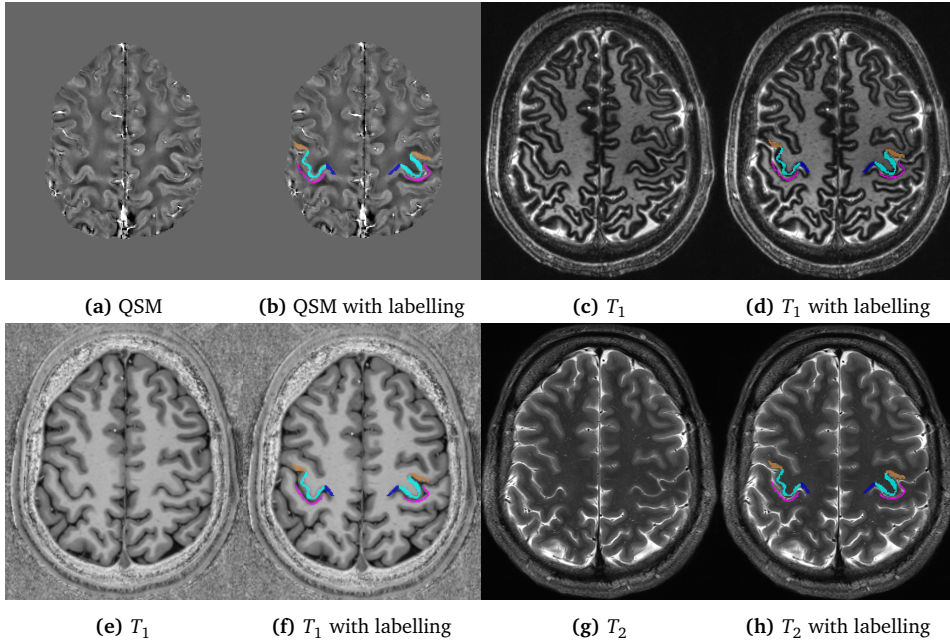 (a) QSM
(b) QSM with labelling
(c) T₁
(d) T₁ with labelling
(e) T₁
(f) T₁ with labelling
(g) T₂
(h) T₂ with labelling